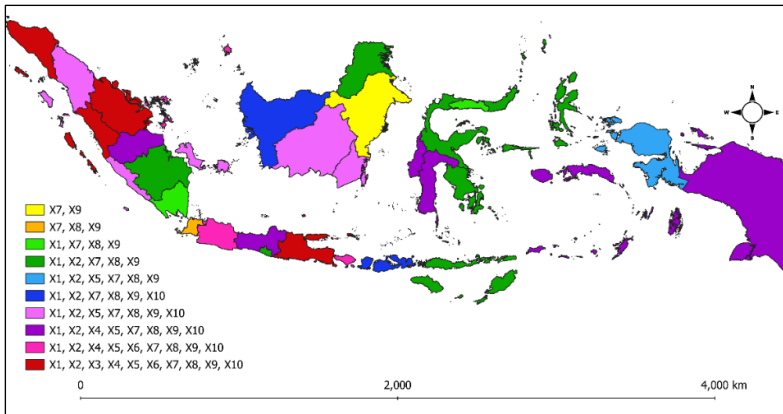 N
W
E
S
X7, X9
X7, X8, X9
X1, X7, X8, X9
X1, X2, X7, X8, X9
X1, X2, X5, X7, X8, X9
X1, X2, X7, X8, X9, X10
X1, X2, X5, X7, X8, X9, X10
X1, X2, X4, X5, X7, X8, X9, X10
X1, X2, X4, X5, X6, X7, X8, X9, X10
X1, X2, X3, X4, X5, X6, X7, X8, X9, X10
0
2,000
4,000 km